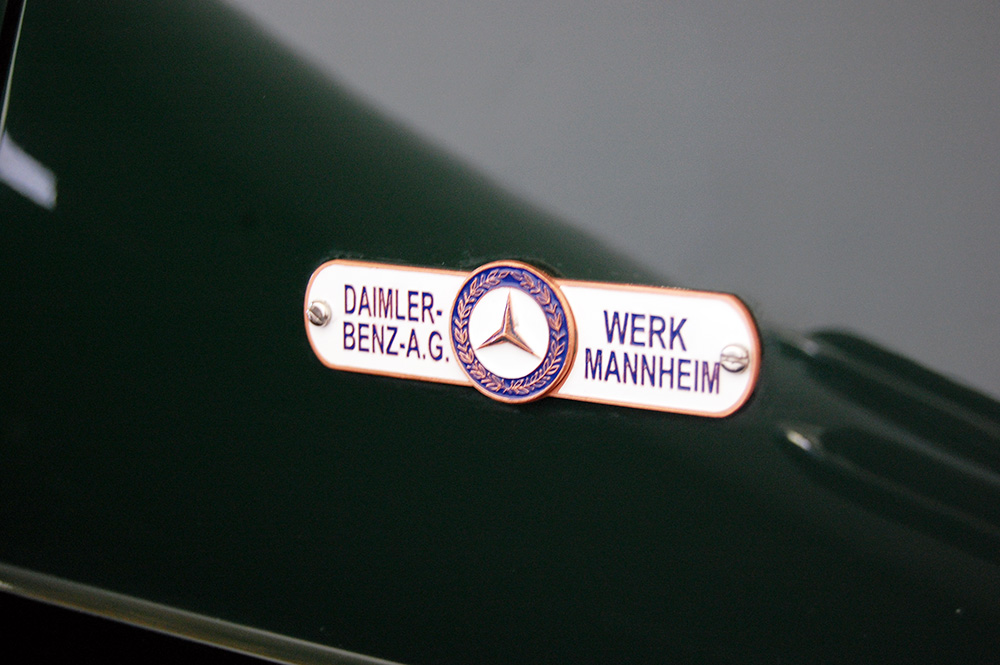 DAIMLER-
BENZ-A.G.
WERK
MANNHEIM